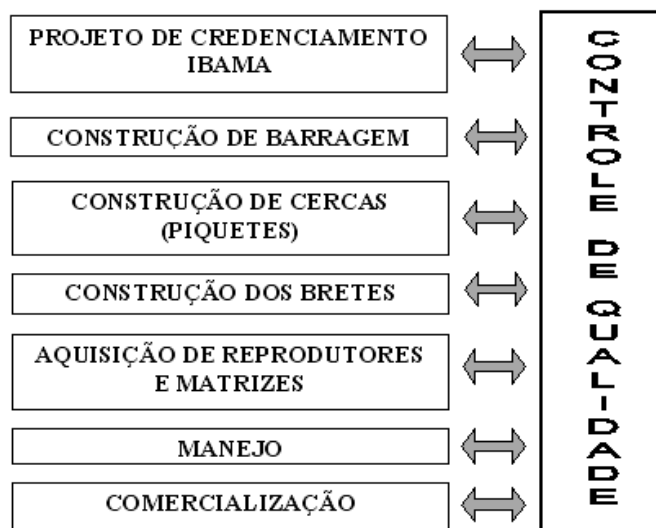 PROJETO DE CREDENCIAMENTO
IBAMA
CONSTRUÇÃO DE BARRAGEM
CONSTRUÇÃO DE CERCAS
(PIQUETES)
CONSTRUÇÃO DOS BRETES
AQUISIÇÃO DE REPRODUTORES
E MATRIZES
MANEJO
COMERCIALIZAÇÃO
CONTROLE DE QUALIDADE